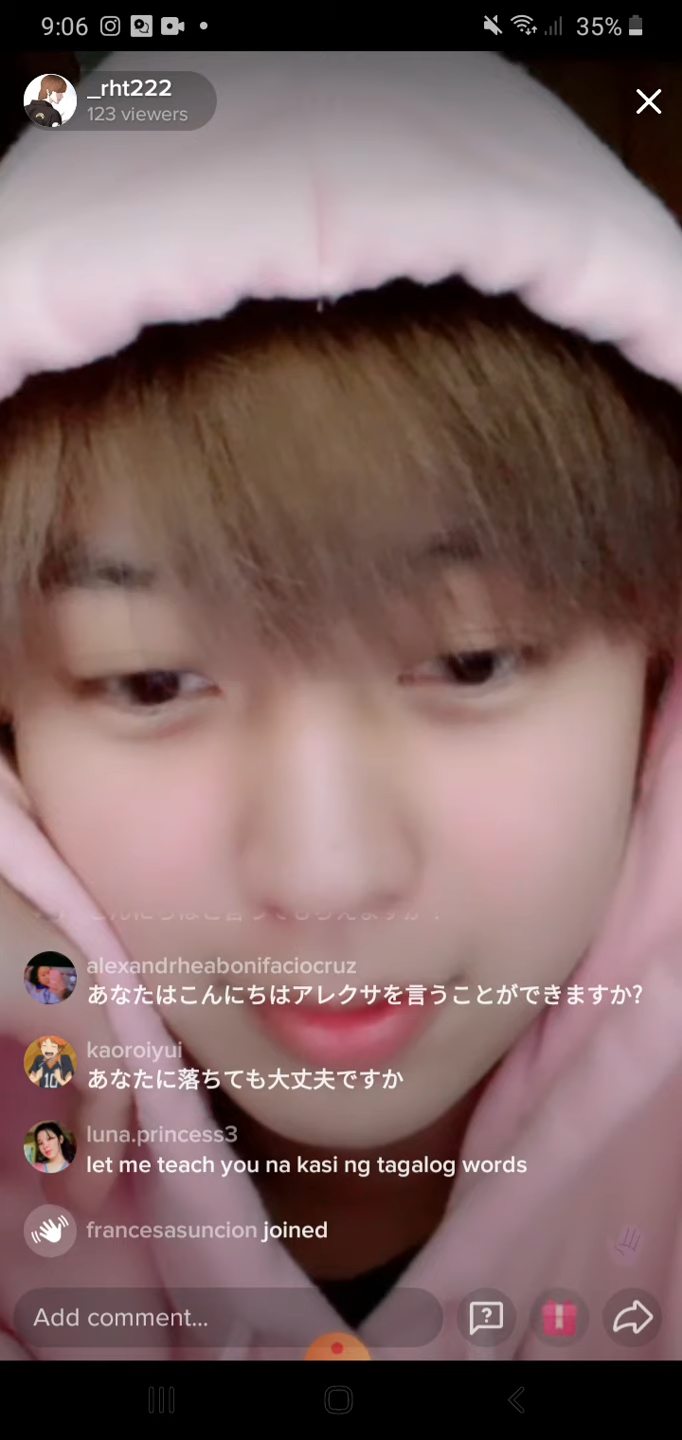 9:06
35%
_rht222
123 viewers
alexandrheabonifaciocruz
あなたはこんにちはアレクサを言うことができますか?
kaoroiyui
あなたに落ちても大丈夫ですか
luna.princess3
let me teach you na kasi ng tagalog words
francesasuncion joined
Add comment...